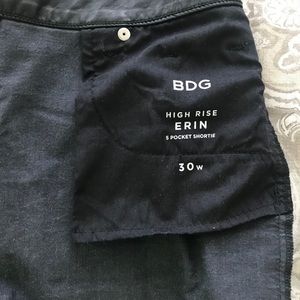 BDG
HIGH RISE
ERIN
5 POCKET SHORTIE
30W